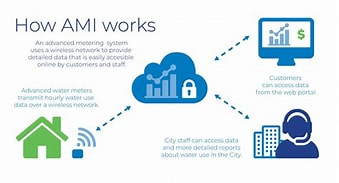 How AMI works
An advanced metering system
uses a wireless network to provide
detailed data that is easily accessible
online by customers and staff.
$
Customers
can access data
from the web portal.
Advanced water meters
transmit hourly water use
data over a wireless network.
City staff can access data
and more detailed reports
about water use in the City.